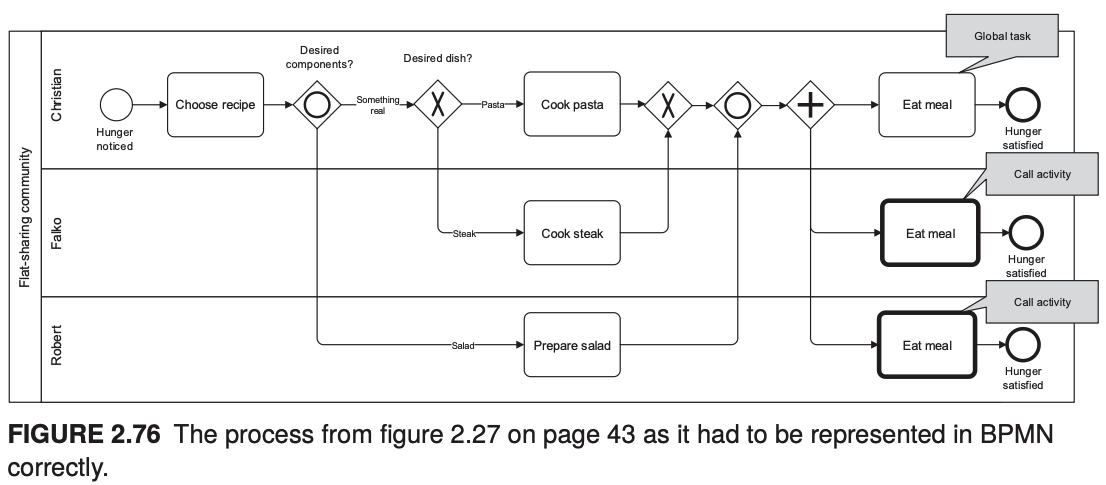 Global task
Flat-sharing community
Christian
Hunger
noticed
Choose recipe
Desired
components?
Something
real
Desired dish?
Pasta
Cook pasta
Eat meal
Hunger
satisfied
Call activity
Falko
Steak
Cook steak
Eat meal
Hunger
satisfied
Call activity
Robert
Salad
Prepare salad
Eat meal
Hunger
satisfied
FIGURE 2.76 The process from figure 2.27 on page 43 as it had to be represented in BPMN
correctly.